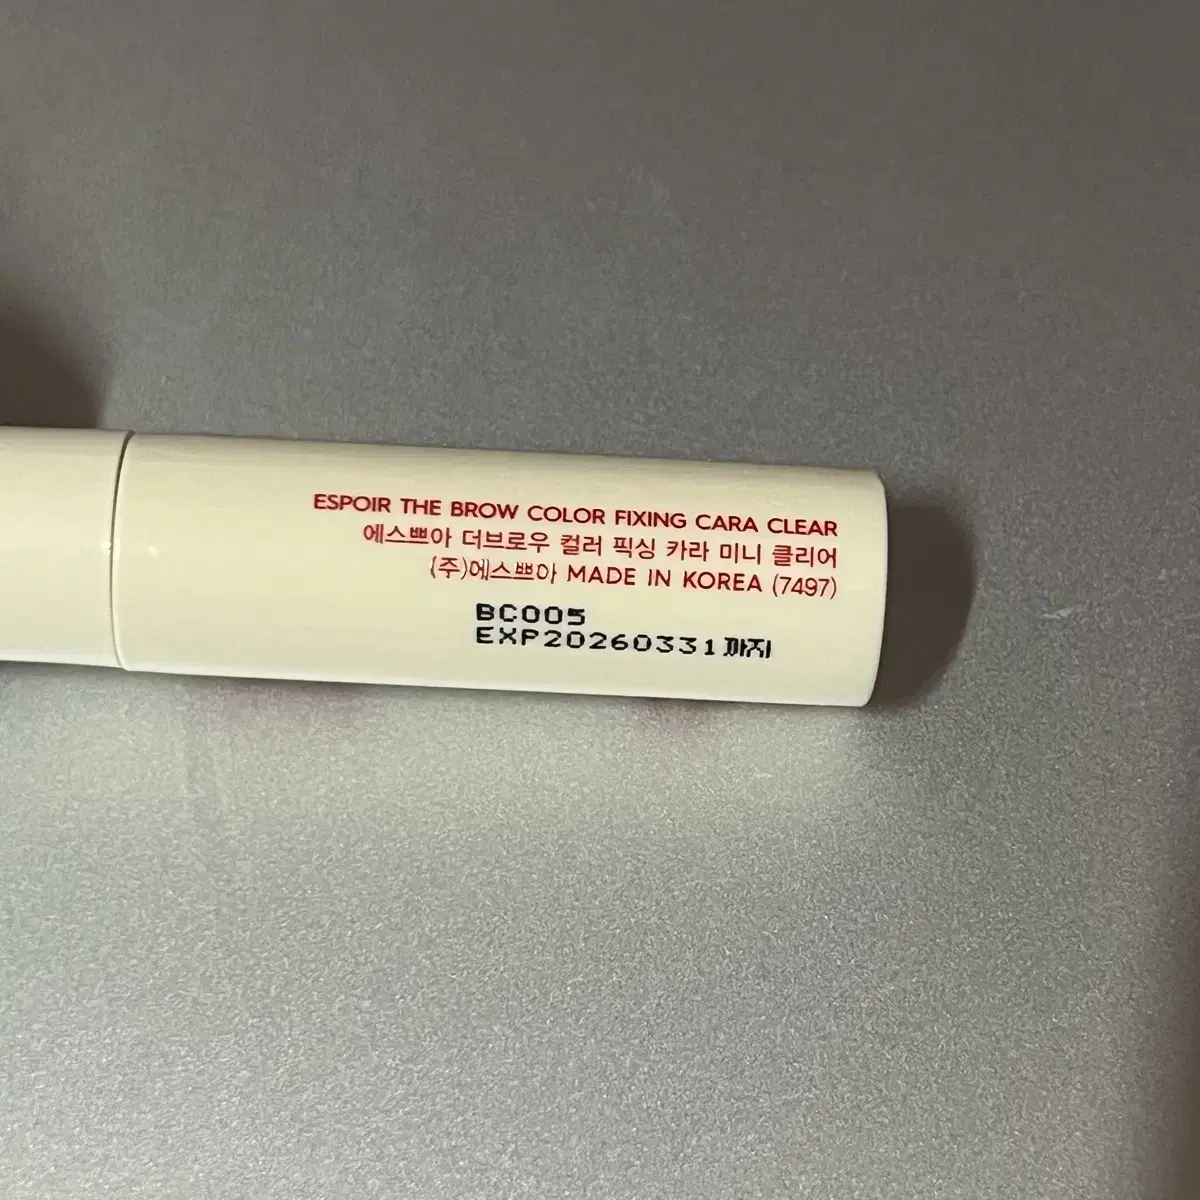 ESPOIR THE BROW COLOR FIXING CARA CLEAR
에스쁘아 더브로우 컬러 픽싱 카라 미니 클리어
(주)에스쁘아 MADE IN KOREA (7497)
BC005
EXP20260331까지